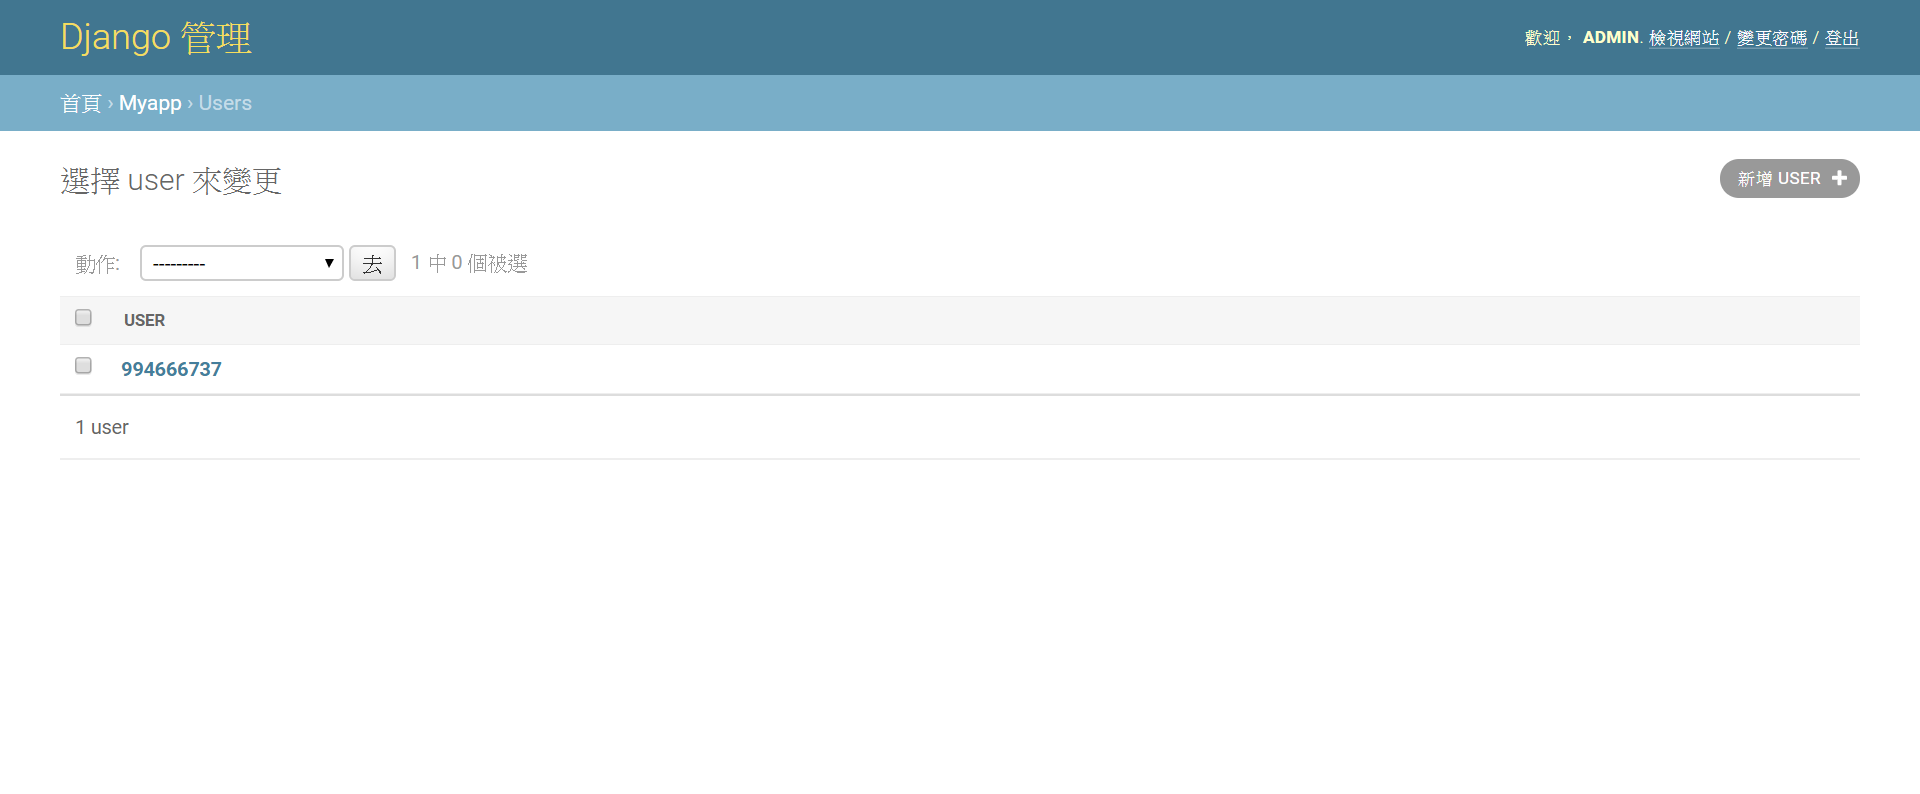 Django 管理
歡迎， ADMIN. 檢視網站 / 變更密碼 / 登出
首頁 › Myapp › Users
選擇 user 來變更
新增 USER
動作: --------- 去 1 中 0 個被選
USER
994666737
1 user